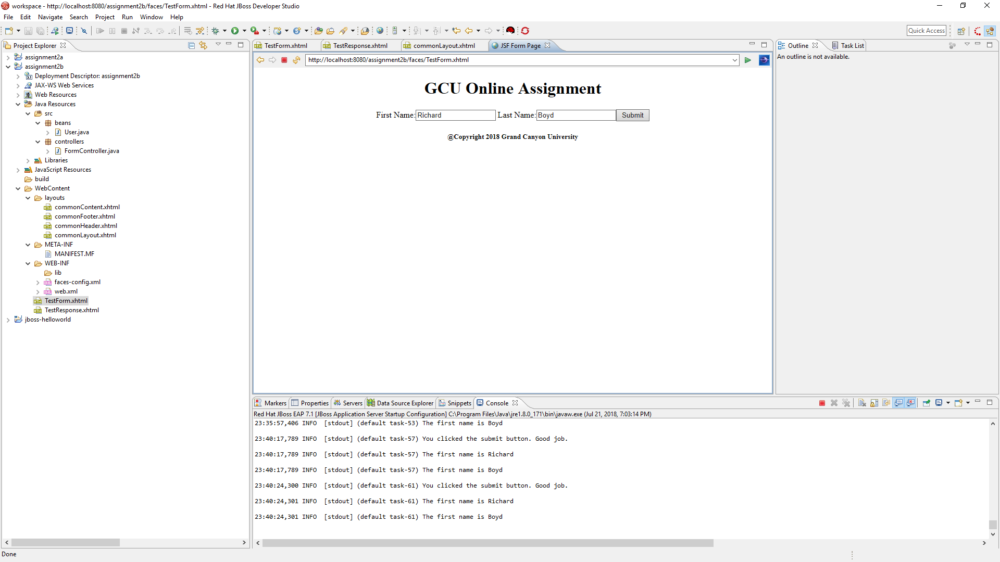 workspace - http://localhost:8080/assignment2b/faces/TestForm.xhtml - Red Hat JBoss Developer Studio
File Edit Navigate Search Project Run Window Help
Quick Access
Project Explorer
assignment2a
assignment2b
Deployment Descriptor: assignment2b
JAX-WS Web Services
Web Resources
Java Resources
src
beans
User.java
controllers
FormController.java
Libraries
JavaScript Resources
build
WebContent
layouts
commonContent.xhtml
commonFooter.xhtml
commonHeader.xhtml
commonLayout.xhtml
META-INF
MANIFEST.MF
WEB-INF
lib
faces-config.xml
web.xml
TestForm.xhtml
TestResponse.xhtml
jboss-helloworld
TestForm.xhtml TestResponse.xhtml commonLayout.xhtml JSF Form Page
http://localhost:8080/assignment2b/faces/TestForm.xhtml
GCU Online Assignment
First Name: Richard Last Name: Boyd Submit
@Copyright 2018 Grand Canyon University
Outline Task List
An outline is not available.
Markers Properties Servers Data Source Explorer Snippets Console
Red Hat JBoss EAP 7.1 [JBoss Application Server Startup Configuration] C:\Program Files\Java\jre1.8.0_171\bin\javaw.exe (Jul 21, 2018, 7:03:14 PM)
23:35:57,406 INFO  [stdout] (default task-53) The first name is Boyd
23:40:17,789 INFO  [stdout] (default task-57) You clicked the submit button. Good job.
23:40:17,789 INFO  [stdout] (default task-57) The first name is Richard
23:40:17,789 INFO  [stdout] (default task-57) The first name is Boyd
23:40:24,300 INFO  [stdout] (default task-61) You clicked the submit button. Good job.
23:40:24,301 INFO  [stdout] (default task-61) The first name is Richard
23:40:24,301 INFO  [stdout] (default task-61) The first name is Boyd
Done